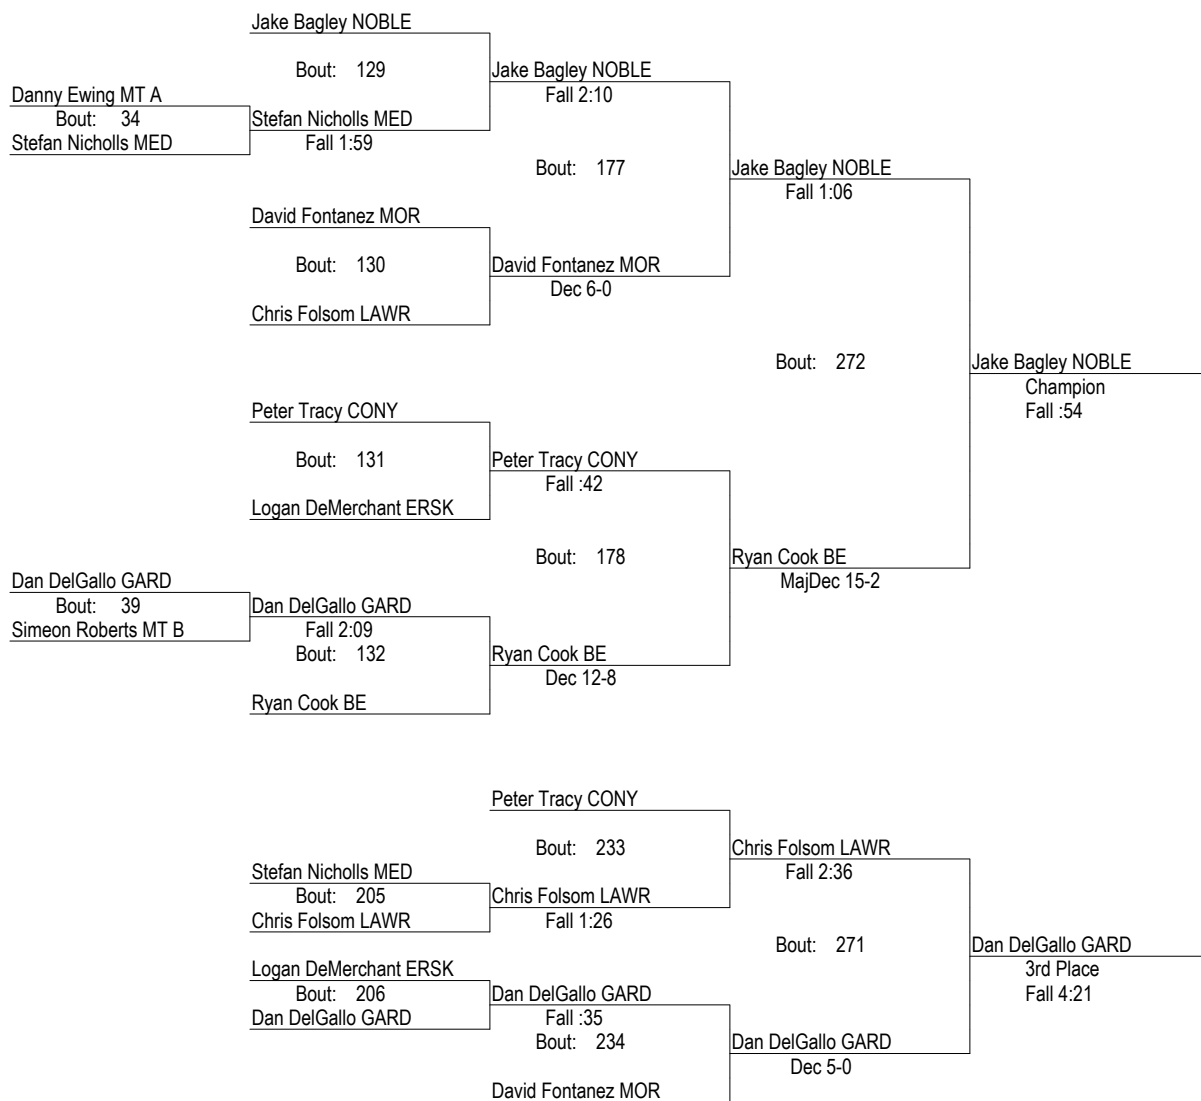 Jake Bagley NOBLE
Bout: 129
Jake Bagley NOBLE
Fall 2:10
Danny Ewing MT A
Bout: 34
Stefan Nicholls MED
Stefan Nicholls MED
Fall 1:59
Bout: 177
Jake Bagley NOBLE
Fall 1:06
David Fontanez MOR
Bout: 130
David Fontanez MOR
Dec 6-0
Chris Folsom LAWR
Bout: 272
Jake Bagley NOBLE
Champion
Fall :54
Peter Tracy CONY
Bout: 131
Peter Tracy CONY
Fall :42
Logan DeMerchant ERSK
Bout: 178
Ryan Cook BE
MajDec 15-2
Dan DelGallo GARD
Bout: 39
Simeon Roberts MT B
Dan DelGallo GARD
Fall 2:09
Bout: 132
Ryan Cook BE
Dec 12-8
Ryan Cook BE
Peter Tracy CONY
Bout: 233
Chris Folsom LAWR
Fall 2:36
Stefan Nicholls MED
Bout: 205
Chris Folsom LAWR
Chris Folsom LAWR
Fall 1:26
Bout: 271
Dan DelGallo GARD
3rd Place
Fall 4:21
Logan DeMerchant ERSK
Bout: 206
Dan DelGallo GARD
Dan DelGallo GARD
Fall :35
Bout: 234
Dan DelGallo GARD
Dec 5-0
David Fontanez MOR